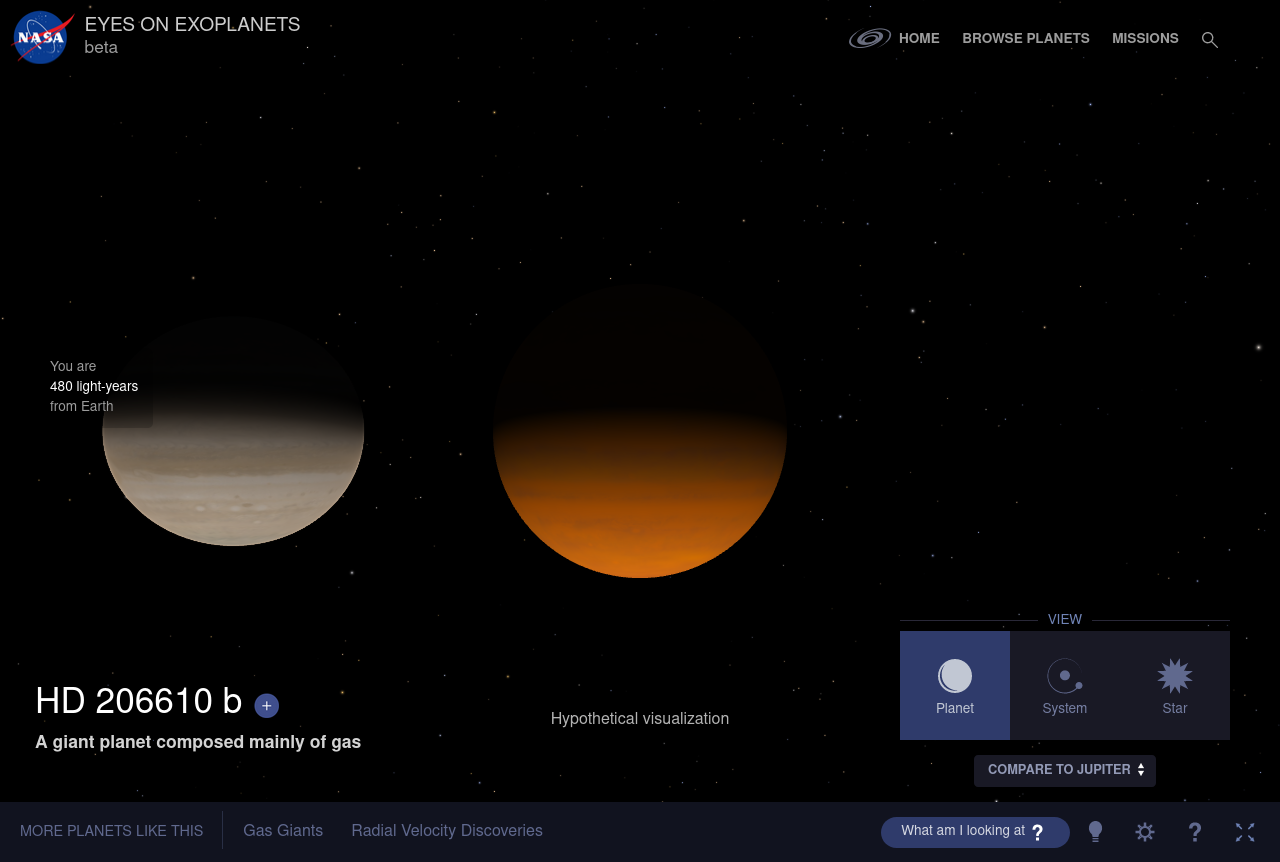 NASA
EYES ON EXOPLANETS
beta
HOME
BROWSE PLANETS
MISSIONS
You are
480 light-years
from Earth
VIEW
Planet
System
Star
HD 206610 b +
A giant planet composed mainly of gas
Hypothetical visualization
COMPARE TO JUPITER
MORE PLANETS LIKE THIS
Gas Giants
Radial Velocity Discoveries
What am I looking at ?
?